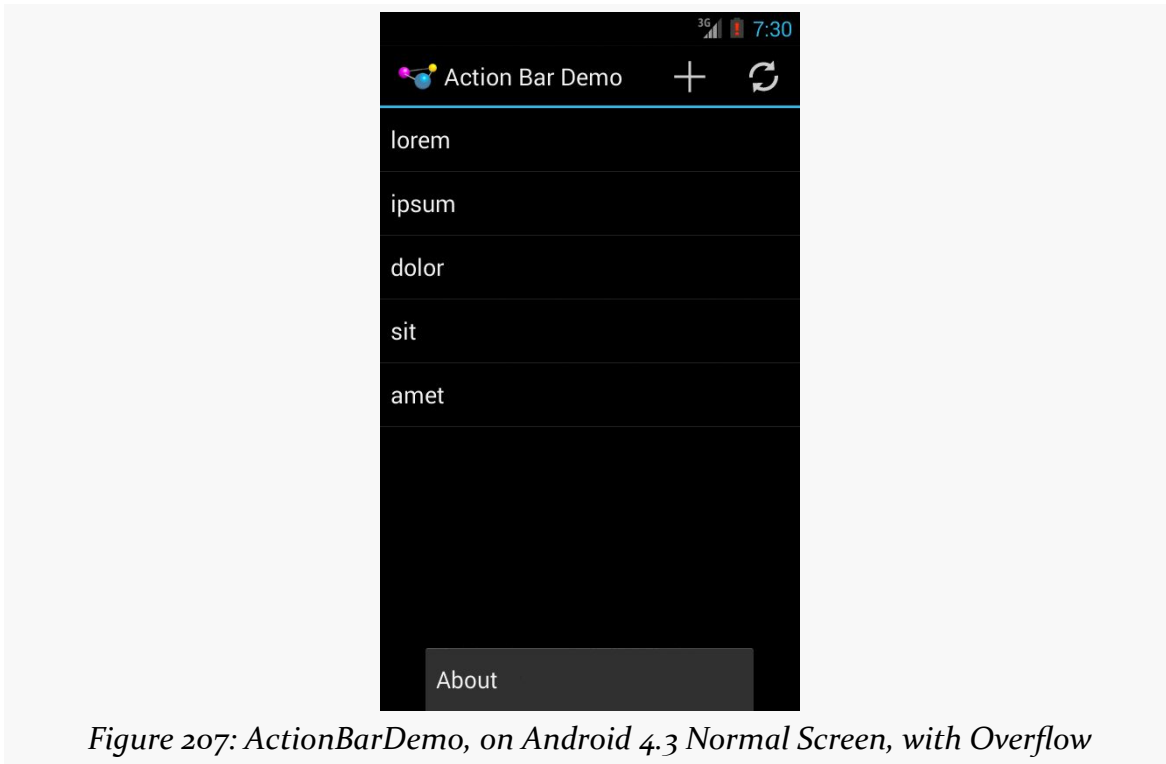 3G 7:30
Action Bar Demo
lorem
ipsum
dolor
sit
amet
About
Figure 207: ActionBarDemo, on Android 4.3 Normal Screen, with Overflow